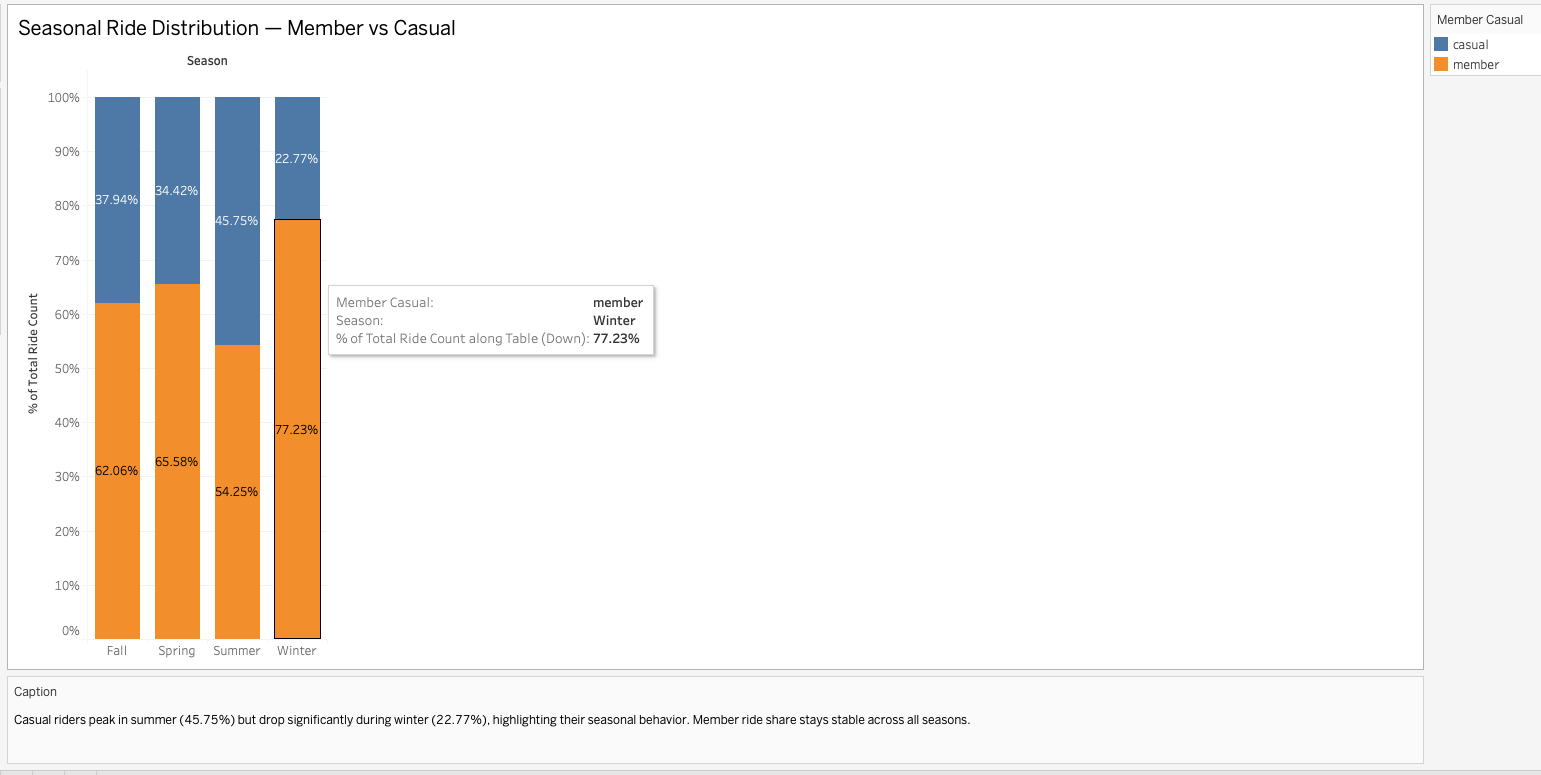 Seasonal Ride Distribution — Member vs Casual
Season
% of Total Ride Count
100%
90%
80%
70%
60%
50%
40%
30%
20%
10%
0%
37.94%
34.42%
45.75%
22.77%
62.06%
65.58%
54.25%
77.23%
Fall
Spring
Summer
Winter
Member Casual: member
Season: Winter
% of Total Ride Count along Table (Down): 77.23%
Member Casual
casual
member
Caption
Casual riders peak in summer (45.75%) but drop significantly during winter (22.77%), highlighting their seasonal behavior. Member ride share stays stable across all seasons.